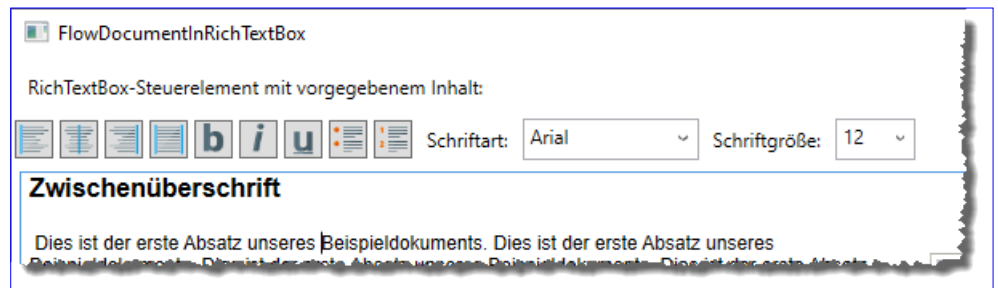 FlowDocumentInRichTextBox
RichTextBox-Steuerelement mit vorgegebenem Inhalt:
b i u Schriftart: Arial Schriftgröße: 12
Zwischenüberschrift
Dies ist der erste Absatz unseres Beispieldokuments. Dies ist der erste Absatz unseres